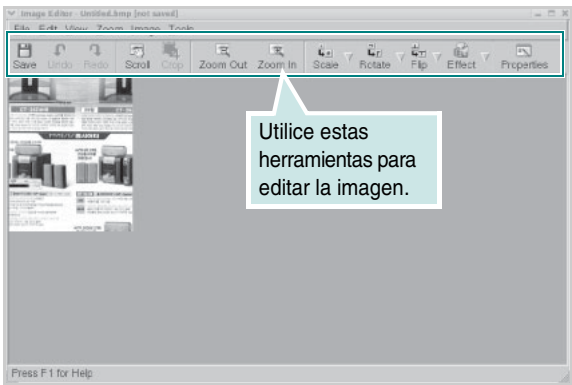 Image Editor - Untitled.bmp [not saved]
File Edit View Zoom Image Tools
Save Undo Redo Scroll Crop Zoom Out Zoom In Scale Rotate Flip Effect Properties
Utilice estas
herramientas para
editar la imagen.
Press F1 for Help